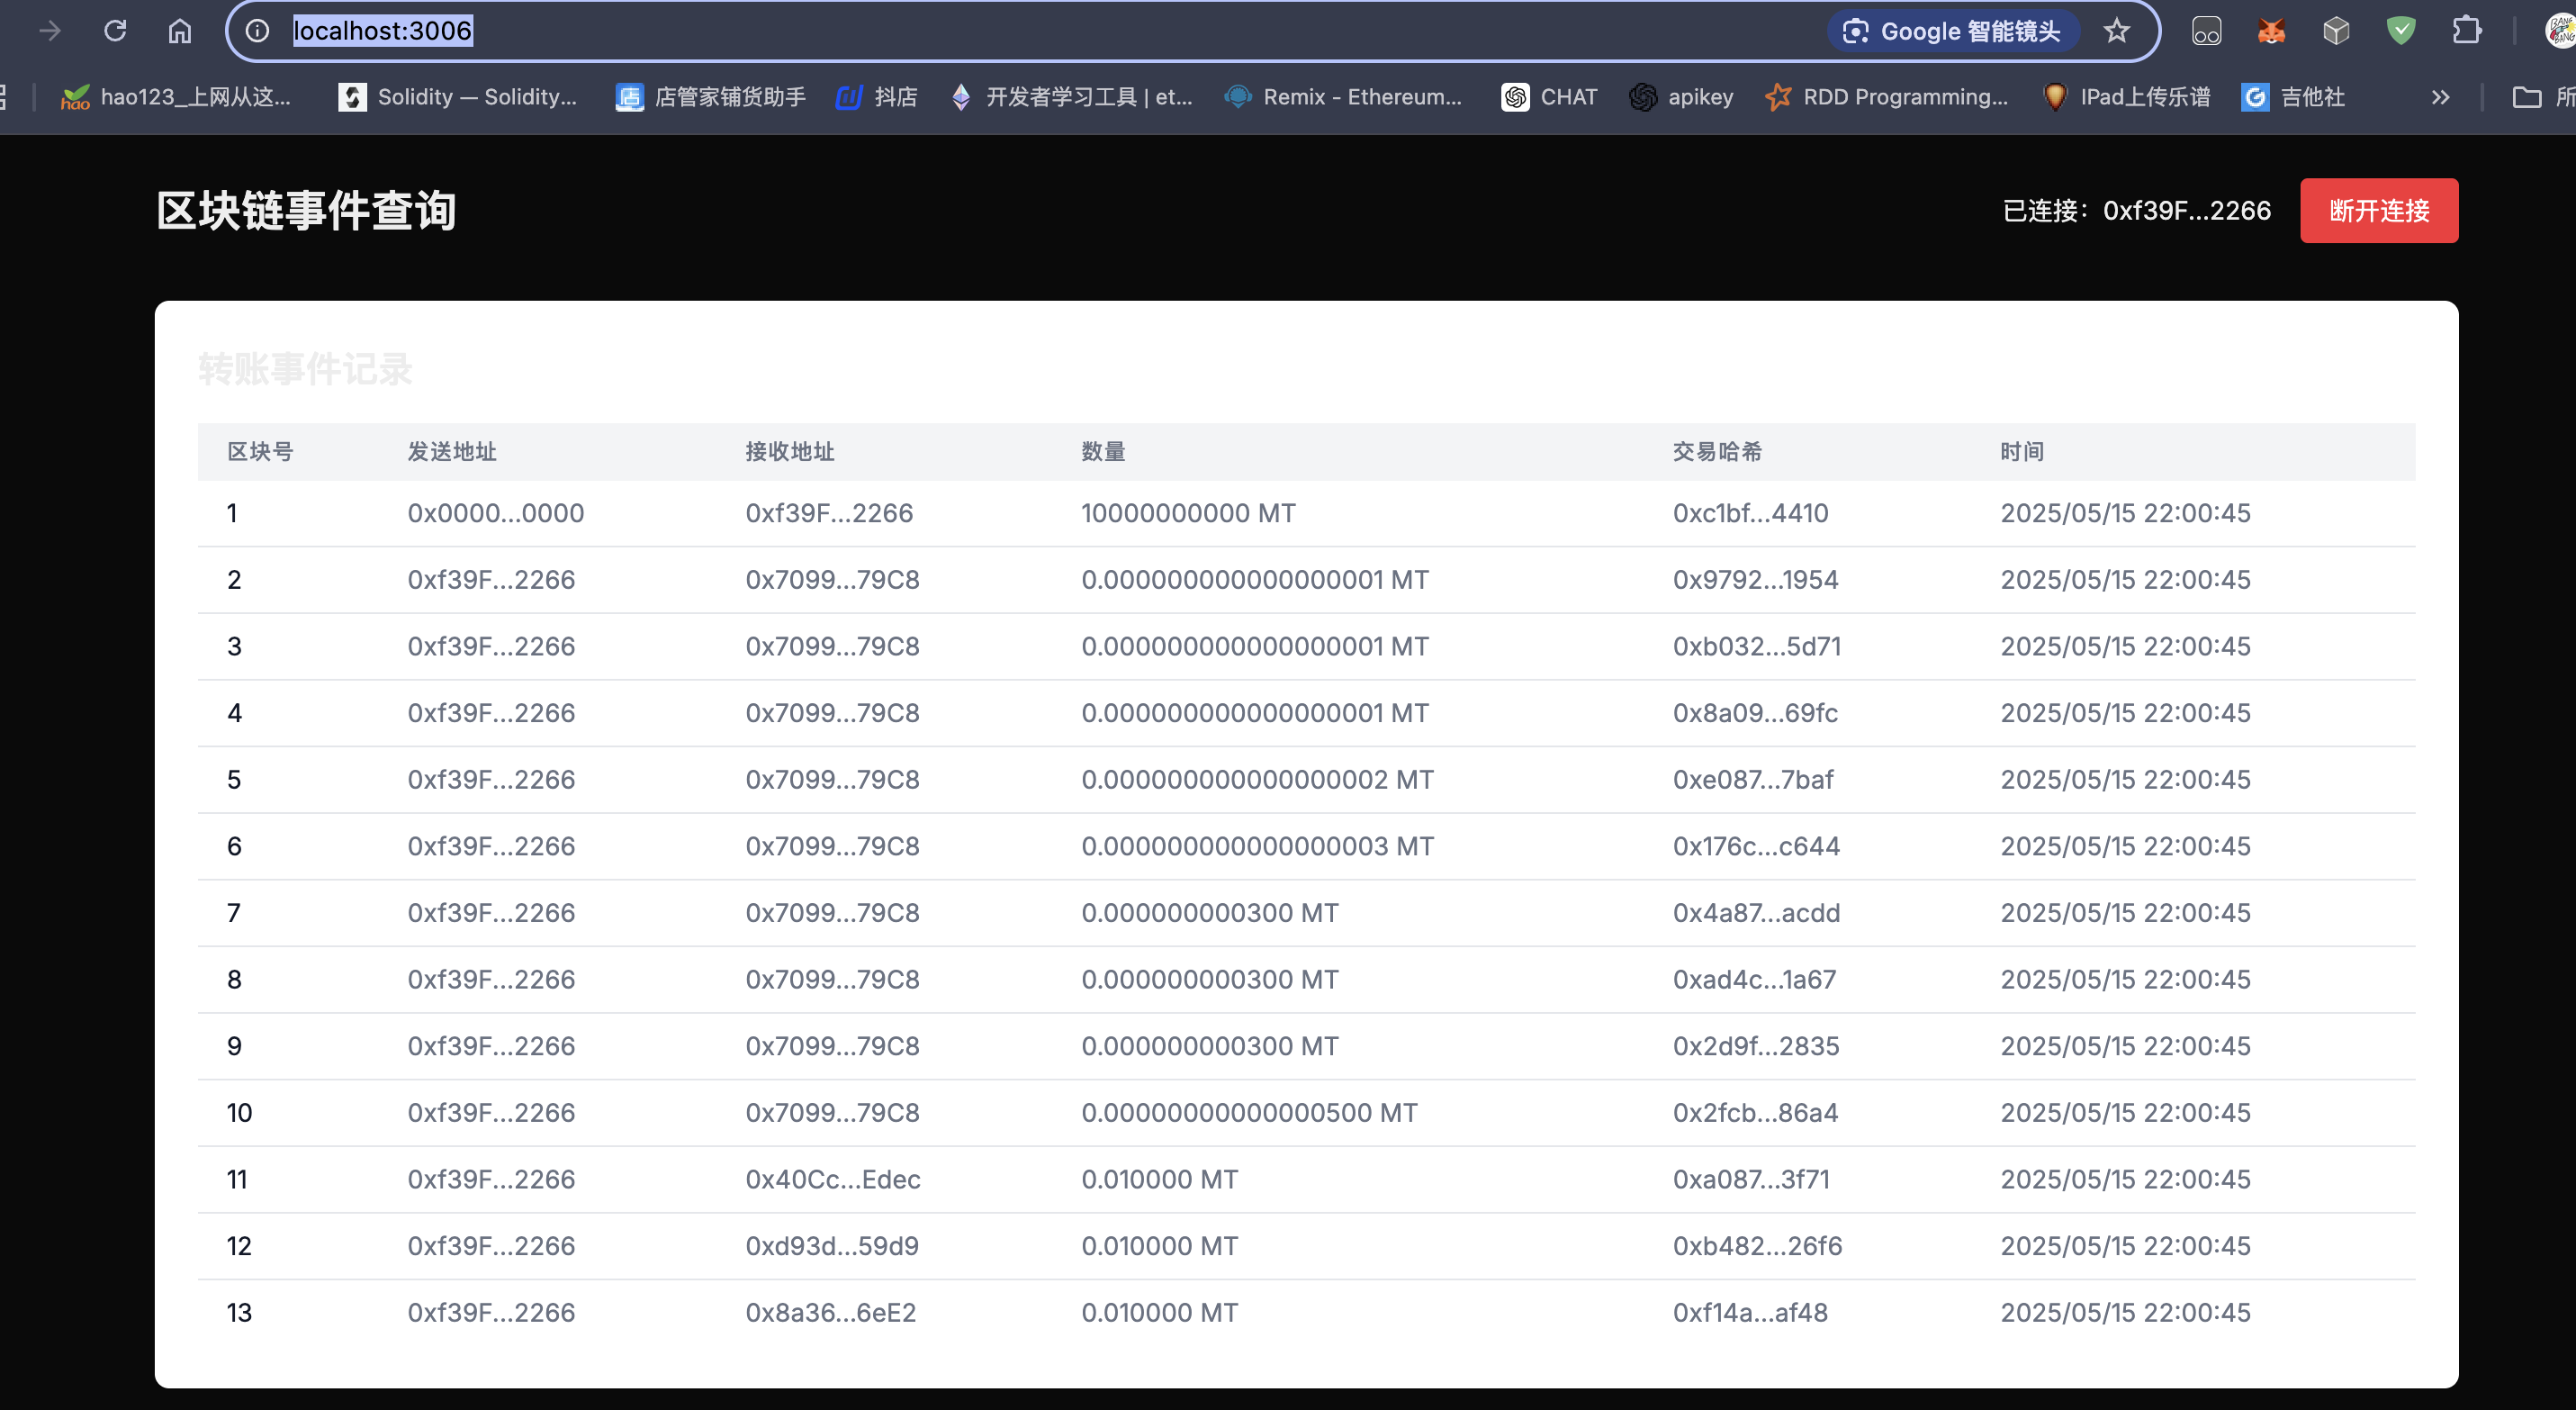 localhost:3006 Google 智能镜头
hao hao123_上网从这... Solidity — Solidity... 店 店管家铺货助手 抖店 开发者学习工具 | et... Remix - Ethereum... CHAT apikey RDD Programming... IPad上传乐谱 吉他社 »
区块链事件查询 已连接：0xf39F...2266 断开连接
转账事件记录
区块号 发送地址 接收地址 数量 交易哈希 时间
1 0x0000...0000 0xf39F...2266 10000000000 MT 0xc1bf...4410 2025/05/15 22:00:45
2 0xf39F...2266 0x7099...79C8 0.000000000000000001 MT 0x9792...1954 2025/05/15 22:00:45
3 0xf39F...2266 0x7099...79C8 0.000000000000000001 MT 0xb032...5d71 2025/05/15 22:00:45
4 0xf39F...2266 0x7099...79C8 0.000000000000000001 MT 0x8a09...69fc 2025/05/15 22:00:45
5 0xf39F...2266 0x7099...79C8 0.000000000000000002 MT 0xe087...7baf 2025/05/15 22:00:45
6 0xf39F...2266 0x7099...79C8 0.000000000000000003 MT 0x176c...c644 2025/05/15 22:00:45
7 0xf39F...2266 0x7099...79C8 0.000000000300 MT 0x4a87...acdd 2025/05/15 22:00:45
8 0xf39F...2266 0x7099...79C8 0.000000000300 MT 0xad4c...1a67 2025/05/15 22:00:45
9 0xf39F...2266 0x7099...79C8 0.000000000300 MT 0x2d9f...2835 2025/05/15 22:00:45
10 0xf39F...2266 0x7099...79C8 0.00000000000000500 MT 0x2fcb...86a4 2025/05/15 22:00:45
11 0xf39F...2266 0x40Cc...Edec 0.010000 MT 0xa087...3f71 2025/05/15 22:00:45
12 0xf39F...2266 0xd93d...59d9 0.010000 MT 0xb482...26f6 2025/05/15 22:00:45
13 0xf39F...2266 0x8a36...6eE2 0.010000 MT 0xf14a...af48 2025/05/15 22:00:45